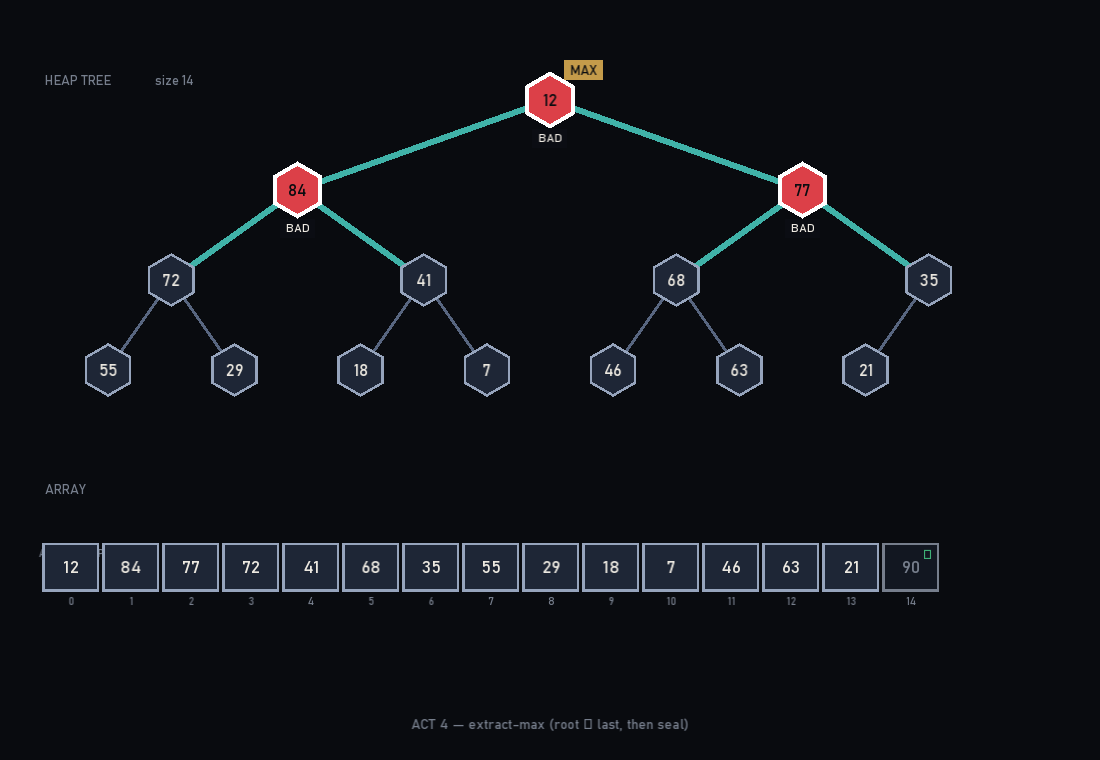 HEAP TREE size 14
MAX
12
BAD
84 77
BAD BAD
72 41 68 35
55 29 18 7 46 63 21
ARRAY
12 84 77 72 41 68 35 55 29 18 7 46 63 21 90
0 1 2 3 4 5 6 7 8 9 10 11 12 13 14
ACT 4 — extract-max (root last, then seal)